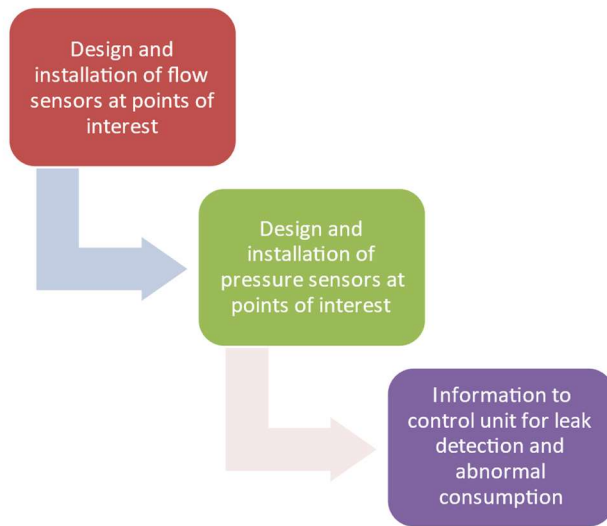 Design and
installation of flow
sensors at points of
interest
Design and
installation of
pressure sensors at
points of interest
Information to
control unit for leak
detection and
abnormal
consumption